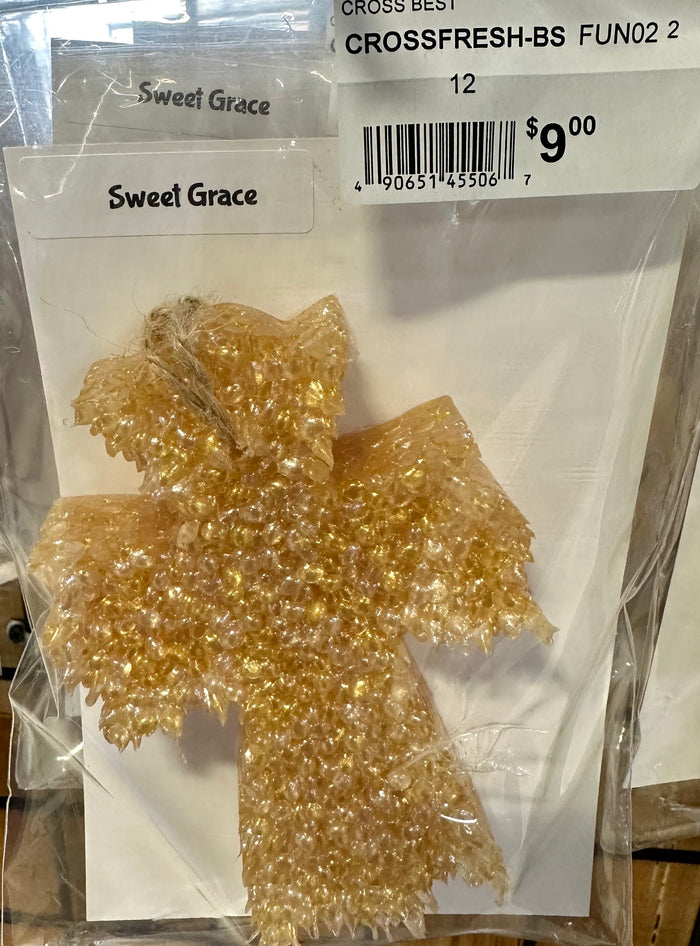 CROSS BEST
CROSSFRESH-BS FUN02 2
12
$9.00
4 90651 45506 7
Sweet Grace
Sweet Grace